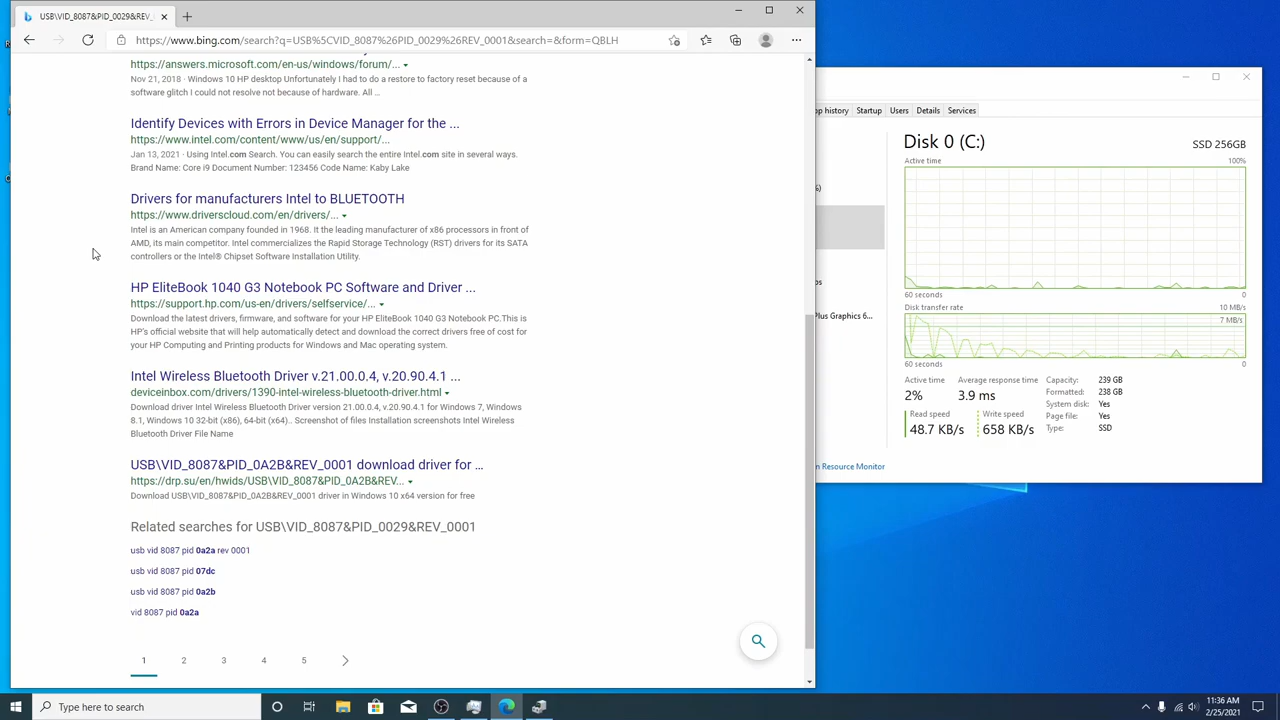 USB\VID_8087&PID_0029&REV_
https://www.bing.com/search?q=USB%5CVID_8087%26PID_0029%26REV_0001&search=&form=QBLH
https://answers.microsoft.com/en-us/windows/forum/...
Nov 21, 2018 · Windows 10 HP desktop Unfortunately I had to do a restore to factory reset because of a
software glitch I could not resolve not because of hardware. All ...
Identify Devices with Errors in Device Manager for the ...
https://www.intel.com/content/www/us/en/support/...
Jan 13, 2021 · Using Intel.com Search. You can easily search the entire Intel.com site in several ways.
Brand Name: Core i9 Document Number: 123456 Code Name: Kaby Lake
Drivers for manufacturers Intel to BLUETOOTH
https://www.driverscloud.com/en/drivers/...
Intel is an American company founded in 1968. It the leading manufacturer of x86 processors in front of
AMD, its main competitor. Intel commercializes the Rapid Storage Technology (RST) drivers for its SATA
controllers or the Intel® Chipset Software Installation Utility.
HP EliteBook 1040 G3 Notebook PC Software and Driver ...
https://support.hp.com/us-en/drivers/selfservice/...
Download the latest drivers, firmware, and software for your HP EliteBook 1040 G3 Notebook PC.This is
HP's official website that will help automatically detect and download the correct drivers free of cost for
your HP Computing and Printing products for Windows and Mac operating system.
Intel Wireless Bluetooth Driver v.21.00.0.4, v.20.90.4.1 ...
deviceinbox.com/drivers/1390-intel-wireless-bluetooth-driver.html
Download driver Intel Wireless Bluetooth Driver version 21.00.0.4, v.20.90.4.1 for Windows 7, Windows
8.1, Windows 10 32-bit (x86), 64-bit (x64).. Screenshot of files Installation screenshots Intel Wireless
Bluetooth Driver File Name
USB\VID_8087&PID_0A2B&REV_0001 download driver for ...
https://drp.su/en/hwids/USB\VID_8087&PID_0A2B&REV...
Download USB\VID_8087&PID_0A2B&REV_0001 driver in Windows 10 x64 version for free
Related searches for USB\VID_8087&PID_0029&REV_0001
usb vid 8087 pid 0a2a rev 0001
usb vid 8087 pid 07dc
usb vid 8087 pid 0a2b
vid 8087 pid 0a2a
1 2 3 4 5
pp history Startup Users Details Services
%)
ps
Plus Graphics 6...
Disk 0 (C:) SSD 256GB
Active time 100%
60 seconds 0
Disk transfer rate 10 MB/s
7 MB/s
60 seconds 0
Active time Average response time
2% 3.9 ms
Read speed Write speed
48.7 KB/s 658 KB/s
Capacity: 239 GB
Formatted: 238 GB
System disk: Yes
Page file: Yes
Type: SSD
n Resource Monitor
Type here to search
11:36 AM
2/25/2021